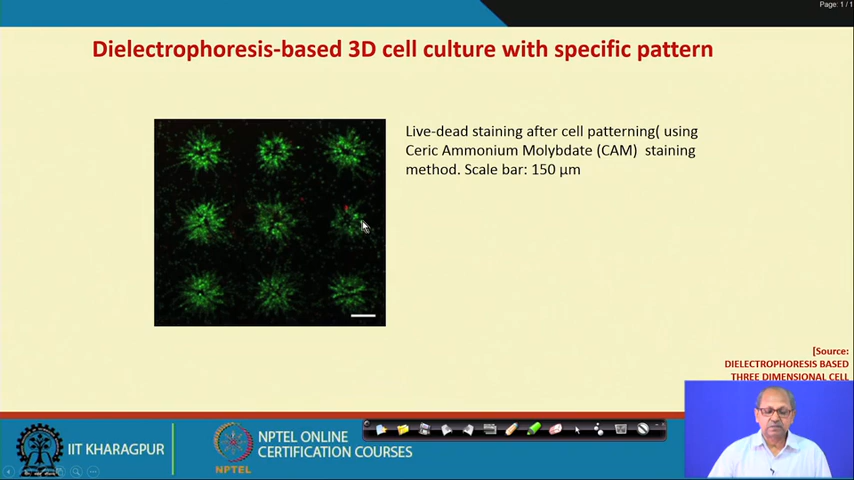 Page: 1 / 1
Dielectrophoresis-based 3D cell culture with specific pattern
Live-dead staining after cell patterning( using
Ceric Ammonium Molybdate (CAM) staining
method. Scale bar: 150 µm
[Source:
DIELECTROPHORESIS BASED
THREE DIMENSIONAL CELL
IIT KHARAGPUR
NPTEL
NPTEL ONLINE
CERTIFICATION COURSES